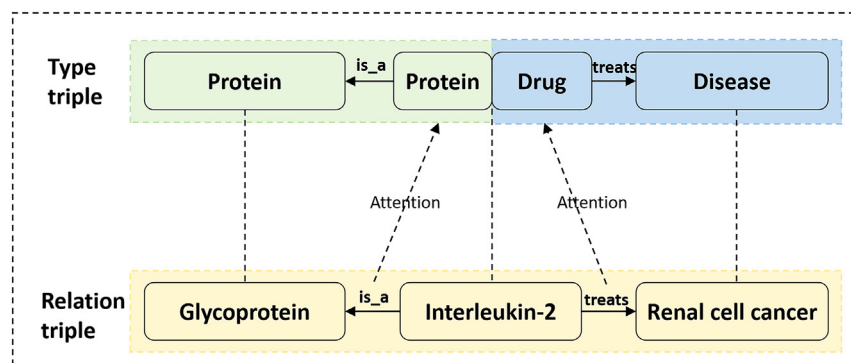 Type
triple
Protein
is_a
Protein
Drug
treats
Disease
Attention
Attention
Relation
triple
Glycoprotein
is_a
Interleukin-2
treats
Renal cell cancer